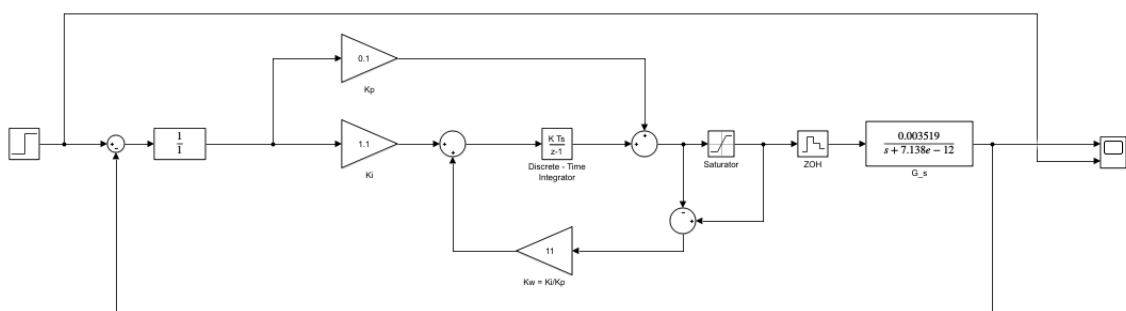 0.1
Kp
1
1
1.1
Ki
K Ts
z-1
Discrete - Time
Integrator
Saturator
ZOH
0.003519
s + 7.138e − 12
G_s
11
Kw = Ki/Kp